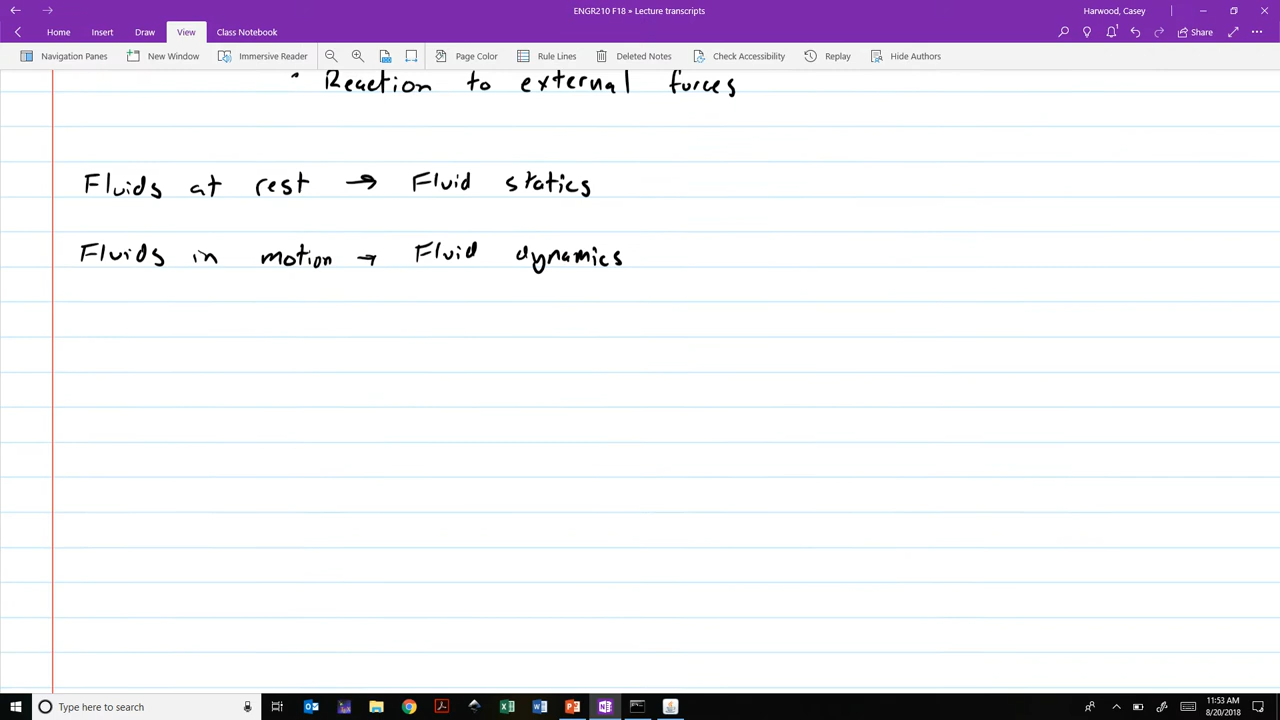 ENGR210 F18 » Lecture transcripts
Harwood, Casey
Home Insert Draw View Class Notebook
Share
Navigation Panes New Window Immersive Reader Page Color Rule Lines Deleted Notes Check Accessibility Replay Hide Authors
• Reaction to external forces
Fluids at rest → Fluid statics
Fluids in motion → Fluid dynamics
Type here to search
11:53 AM
8/20/2018